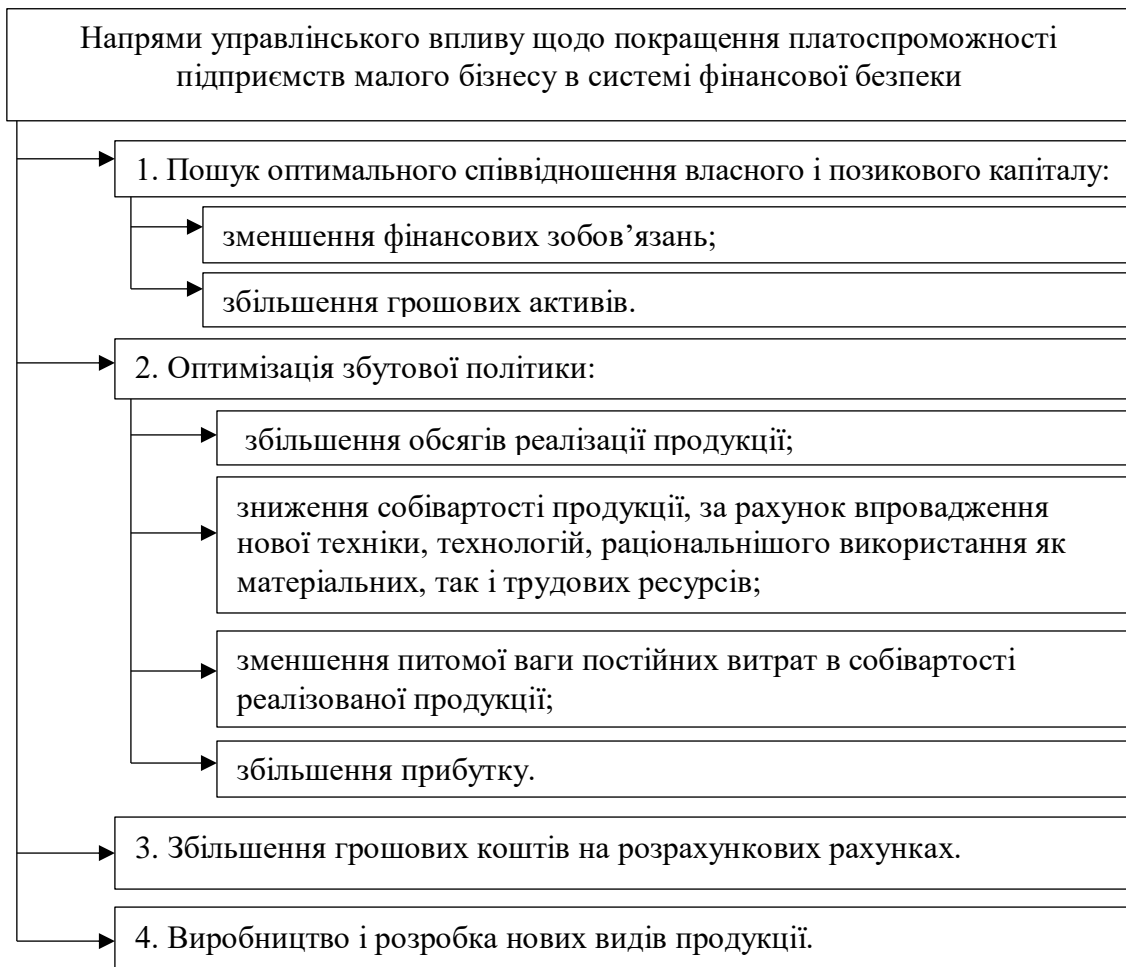 Напрями управлінського впливу щодо покращення платоспроможності
підприємств малого бізнесу в системі фінансової безпеки
1. Пошук оптимального співвідношення власного і позикового капіталу:
зменшення фінансових зобов’язань;
збільшення грошових активів.
2. Оптимізація збутової політики:
збільшення обсягів реалізації продукції;
зниження собівартості продукції, за рахунок впровадження
нової техніки, технологій, раціональнішого використання як
матеріальних, так і трудових ресурсів;
зменшення питомої ваги постійних витрат в собівартості
реалізованої продукції;
збільшення прибутку.
3. Збільшення грошових коштів на розрахункових рахунках.
4. Виробництво і розробка нових видів продукції.